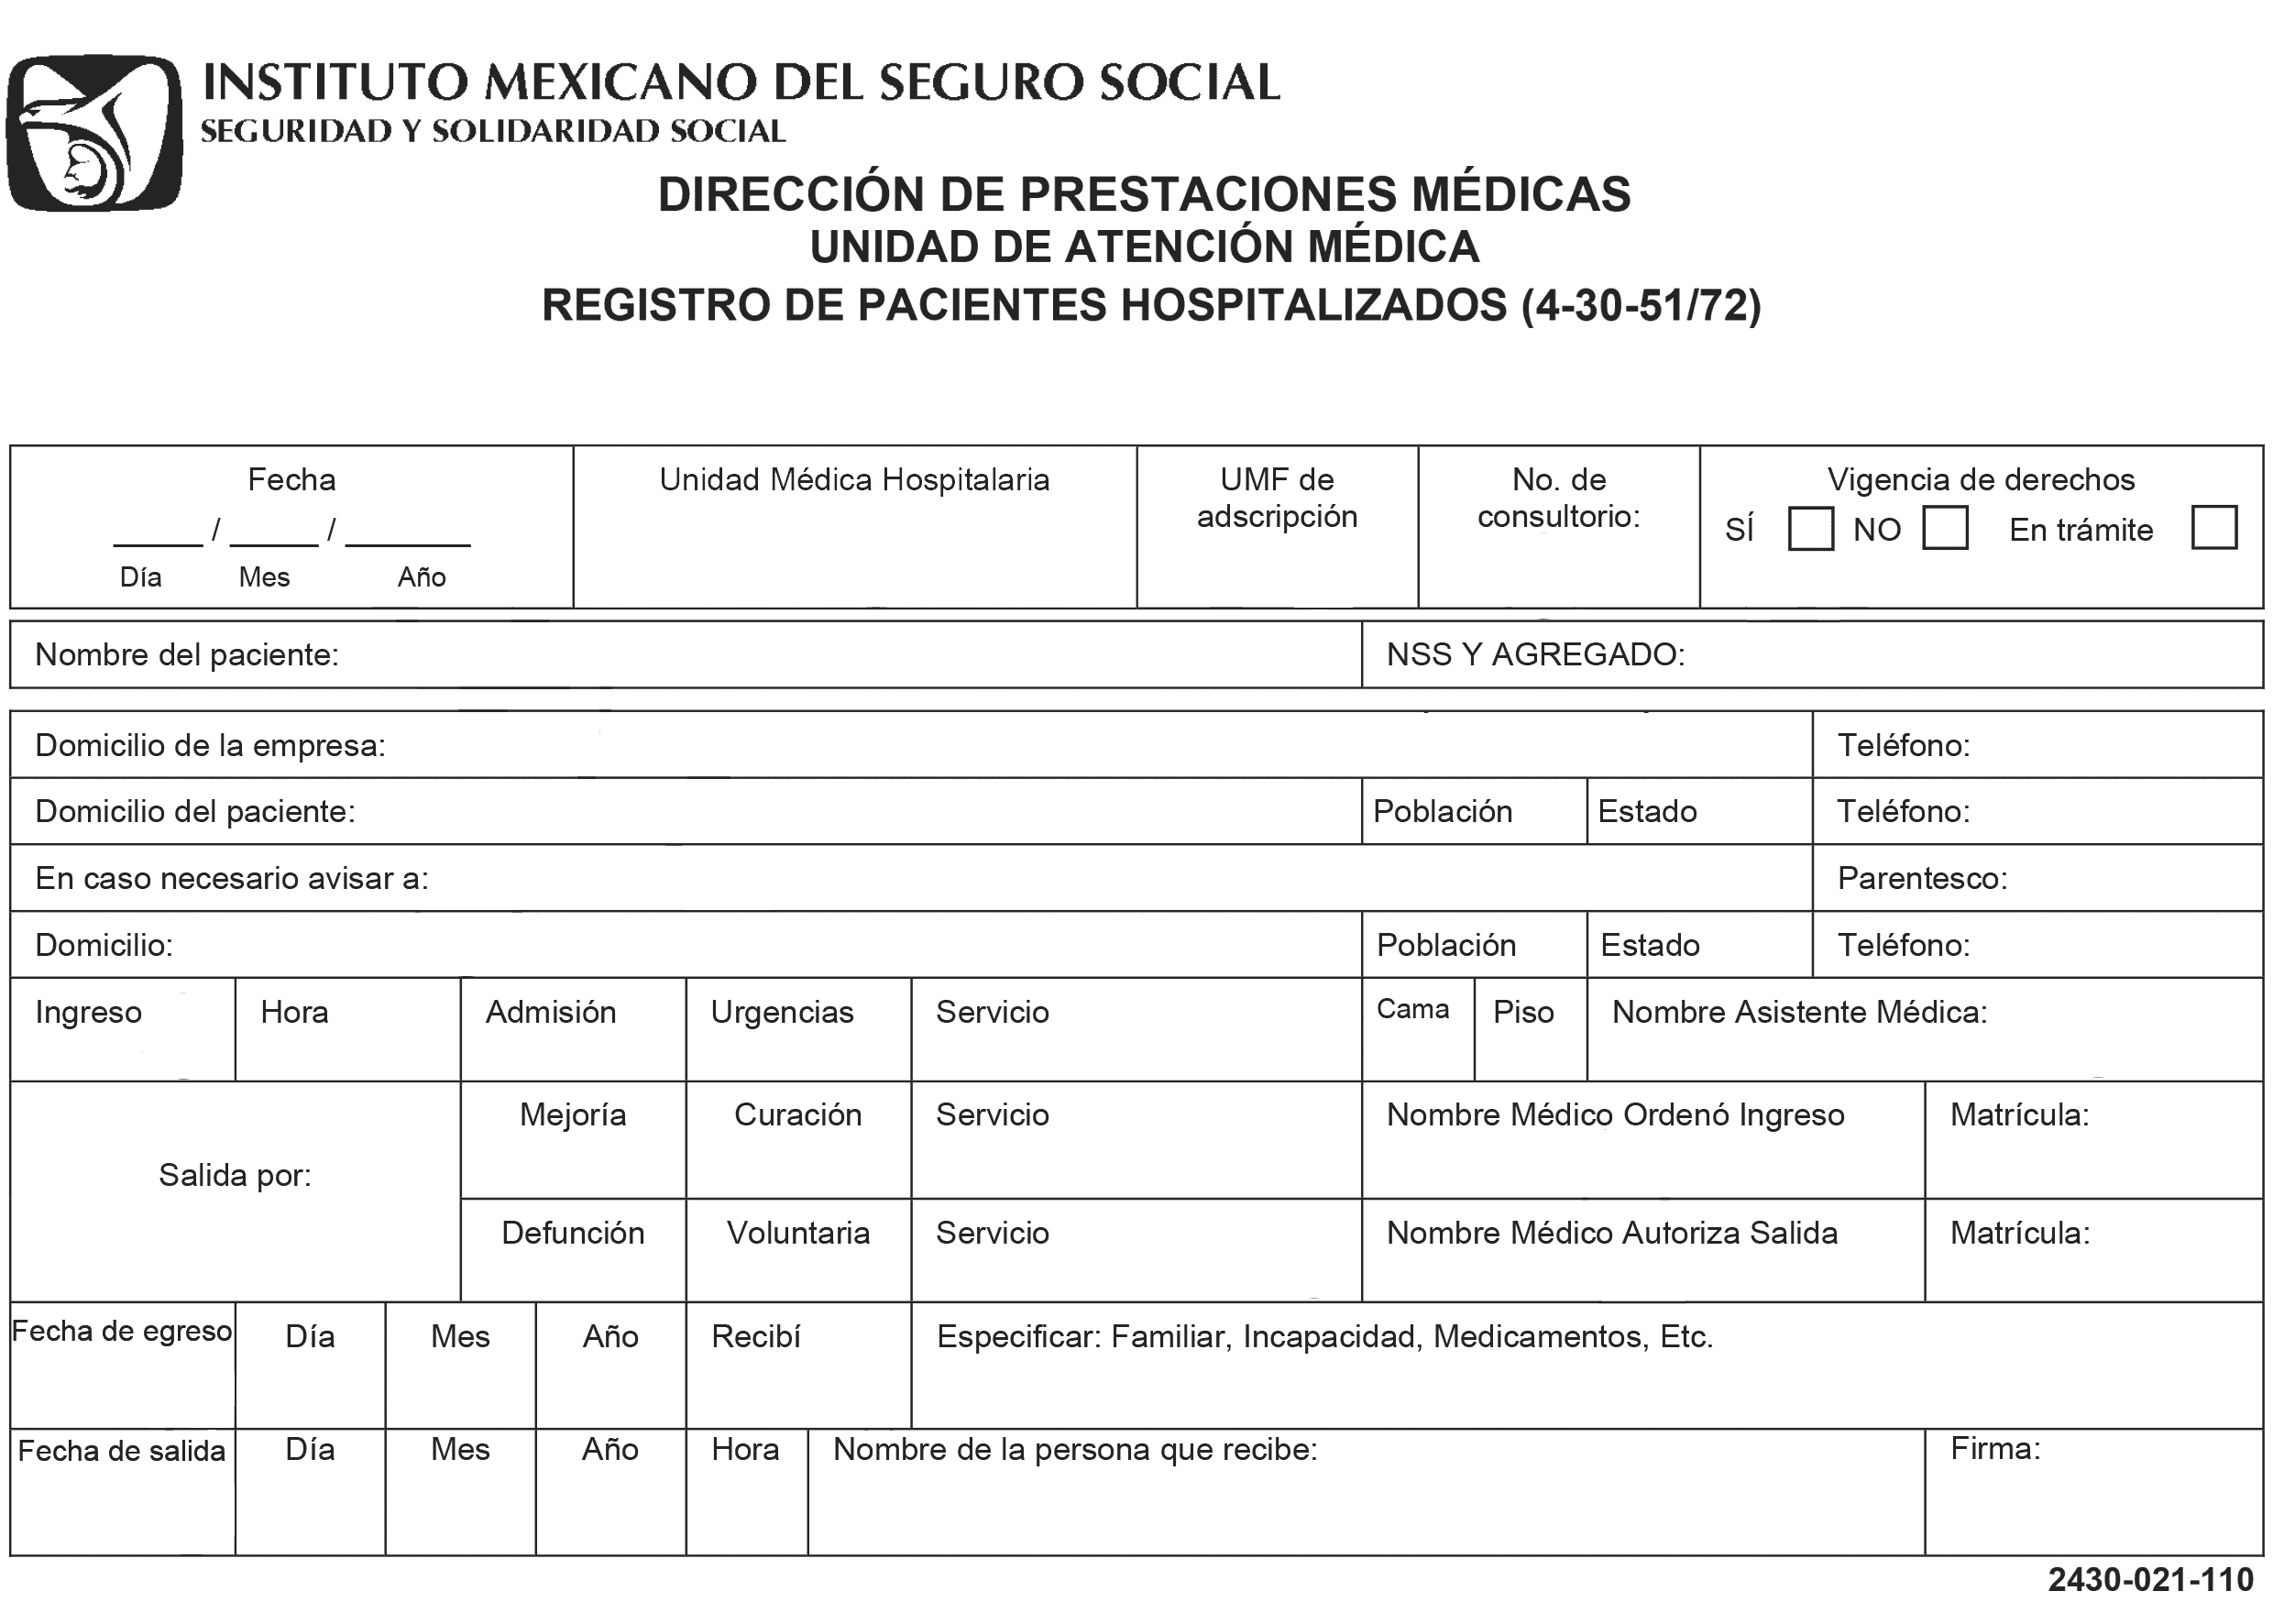 INSTITUTO MEXICANO DEL SEGURO SOCIAL
SEGURIDAD Y SOLIDARIDAD SOCIAL
DIRECCIÓN DE PRESTACIONES MÉDICAS
UNIDAD DE ATENCIÓN MÉDICA
REGISTRO DE PACIENTES HOSPITALIZADOS (4-30-51/72)
Fecha
____ / ____ / ______
Día Mes Año
Unidad Médica Hospitalaria
UMF de
adscripción
No. de
consultorio:
Vigencia de derechos
SÍ NO En trámite
Nombre del paciente: NSS Y AGREGADO:
Domicilio de la empresa: Teléfono:
Domicilio del paciente: Población Estado Teléfono:
En caso necesario avisar a: Parentesco:
Domicilio: Población Estado Teléfono:
Ingreso Hora Admisión Urgencias Servicio Cama Piso Nombre Asistente Médica:
Salida por:
Mejoría Curación Servicio Nombre Médico Ordenó Ingreso Matrícula:
Defunción Voluntaria Servicio Nombre Médico Autoriza Salida Matrícula:
Fecha de egreso Día Mes Año Recibí Especificar: Familiar, Incapacidad, Medicamentos, Etc.
Fecha de salida Día Mes Año Hora Nombre de la persona que recibe: Firma:
2430-021-110